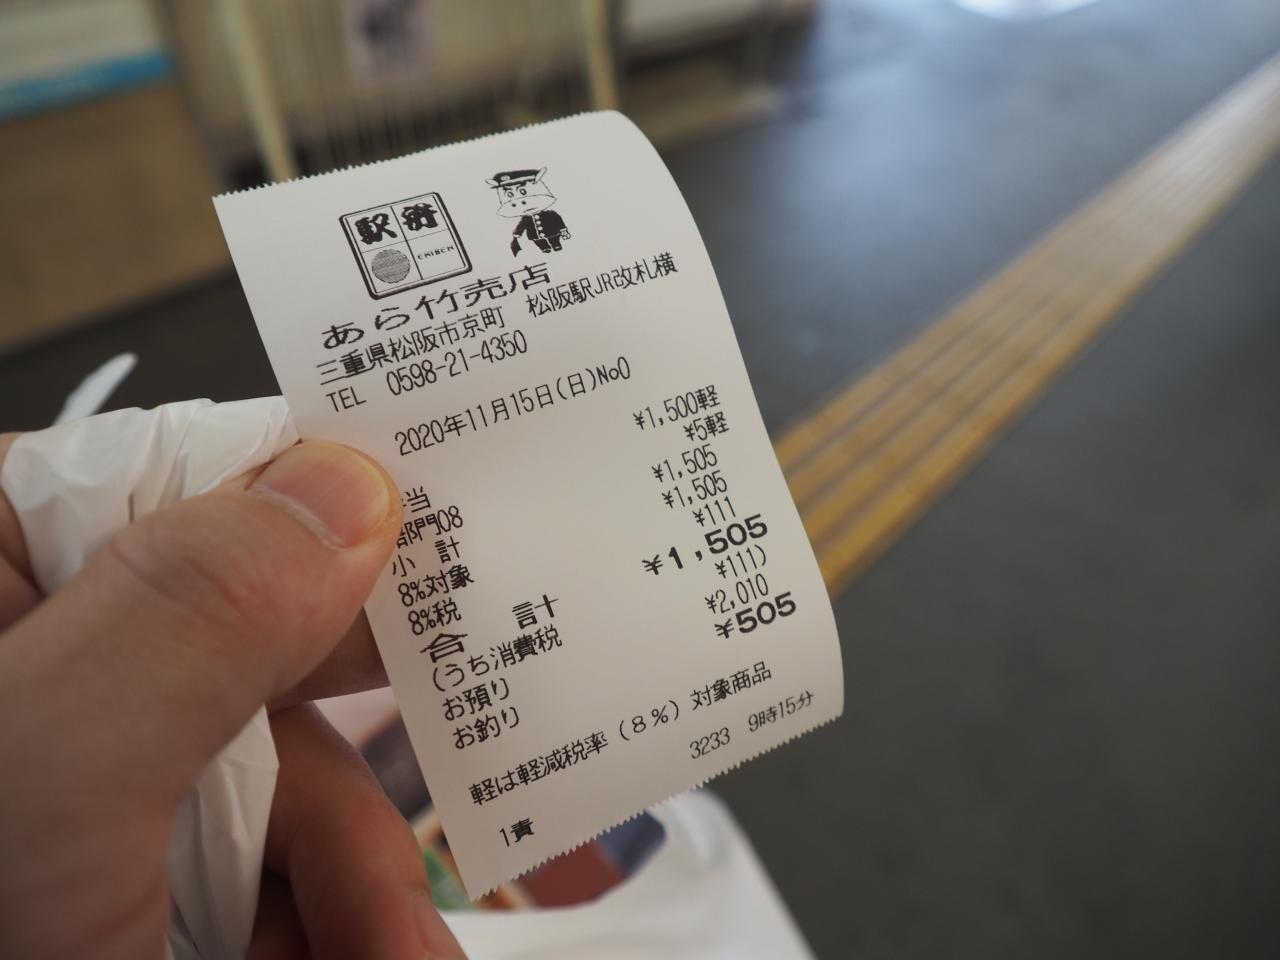 駅弁
EKIBEN
あら竹売店
三重県松阪市京町 松阪駅JR改札横
TEL 0598-21-4350
2020年11月15日(日)No0
当 ¥1,500軽
部門08 ¥5軽
小 計 ¥1,505
8%対象 ¥1,505
8%税 ¥111
合 計 ¥1,505
(うち消費税 ¥111)
お預り ¥2,010
お釣り ¥505
軽は軽減税率(8%)対象商品
3233 9時15分
1責